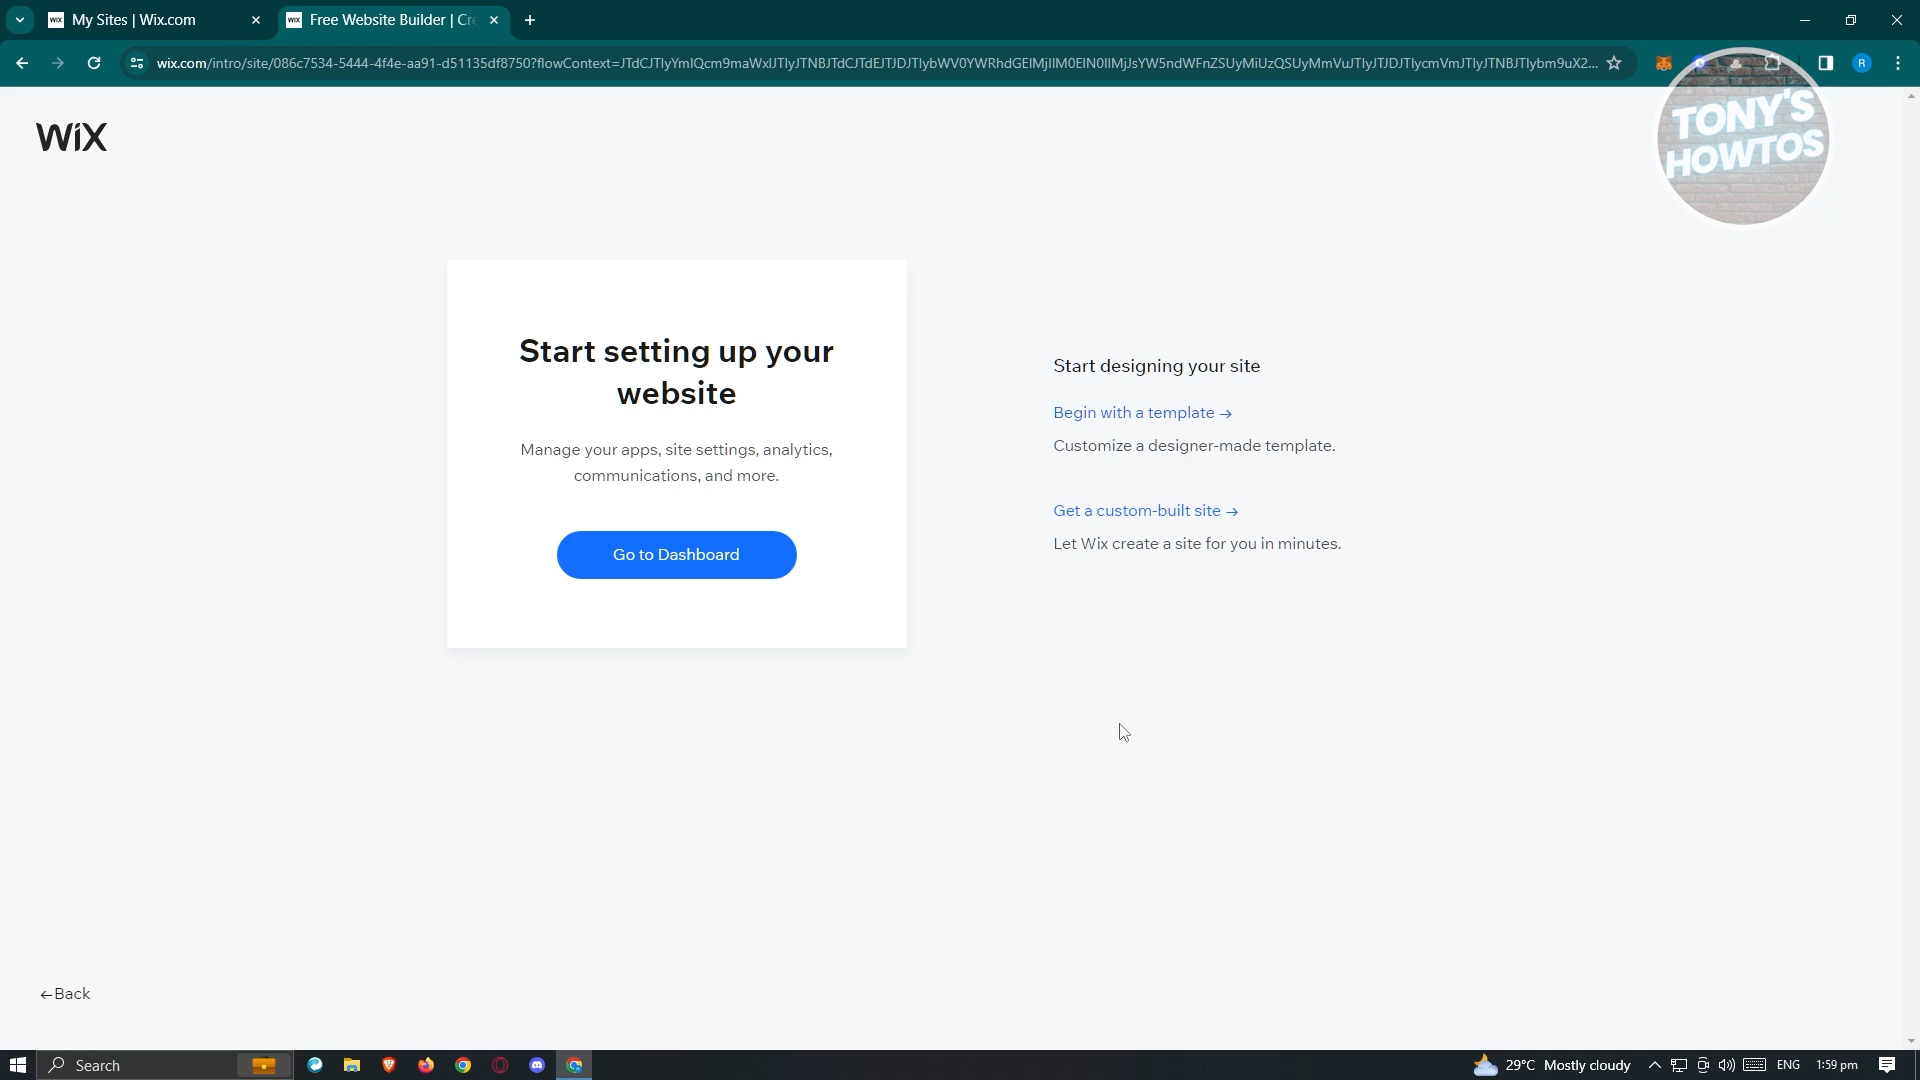 My Sites | Wix.com
Free Website Builder | Cre
wix.com/intro/site/086c7534-5444-4f4e-aa91-d51135df8750?flowContext=
WiX
TONY'S
HOWTOS
Start setting up your
website
Manage your apps, site settings, analytics,
communications, and more.
Go to Dashboard
Start designing your site
Begin with a template →
Customize a designer-made template.
Get a custom-built site →
Let Wix create a site for you in minutes.
←Back
Search
29°C Mostly cloudy
ENG
1:59 pm